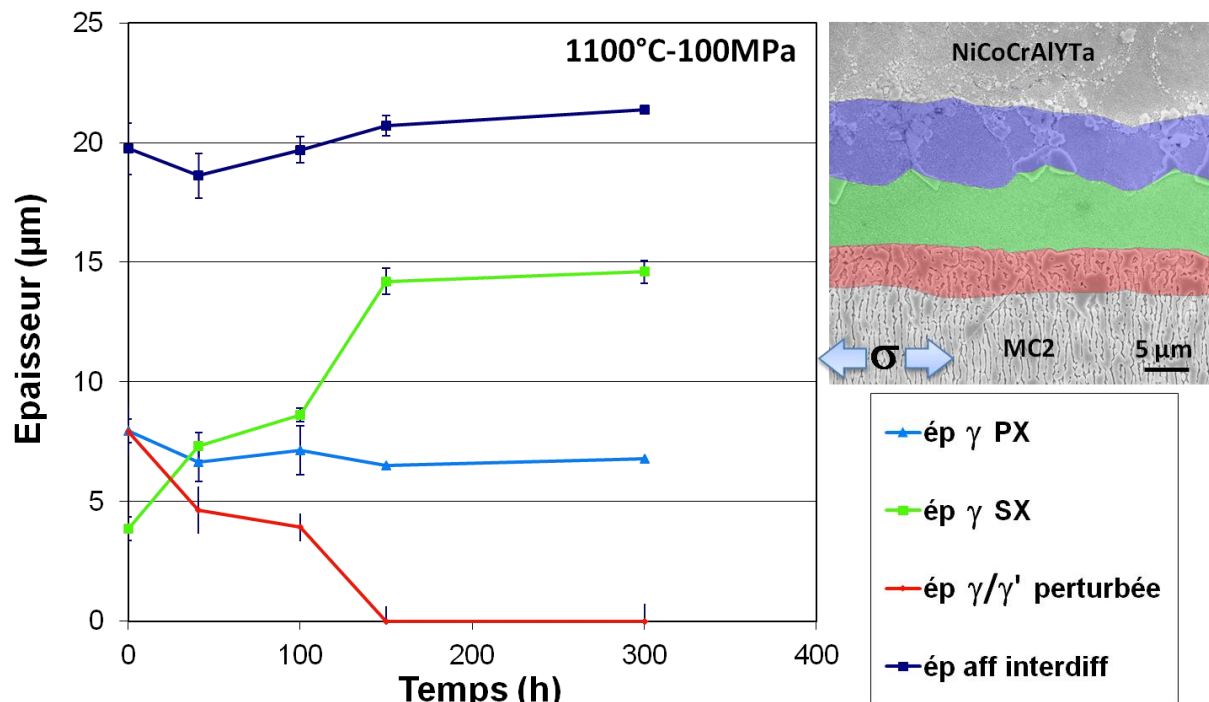 25
20
15
10
5
0
Epaisseur (µm)
1100°C-100MPa
0
100
200
300
400
Temps (h)
NiCoCrAlYTa
σ
MC2
5 µm
ép γ PX
ép γ SX
ép γ/γ' perturbée
ép aff interdiff